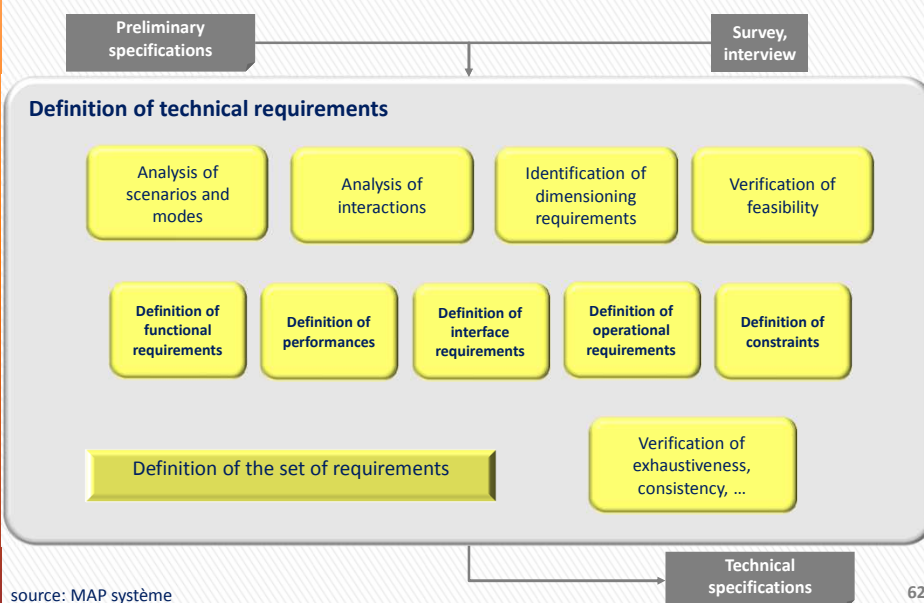 Preliminary
specifications
Survey,
interview
Definition of technical requirements
Analysis of
scenarios and
modes
Analysis of
interactions
Identification of
dimensioning
requirements
Verification of
feasibility
Definition of
functional
requirements
Definition of
performances
Definition of
interface
requirements
Definition of
operational
requirements
Definition of
constraints
Definition of the set of requirements
Verification of
exhaustiveness,
consistency, ...
Technical
specifications
source: MAP système
62